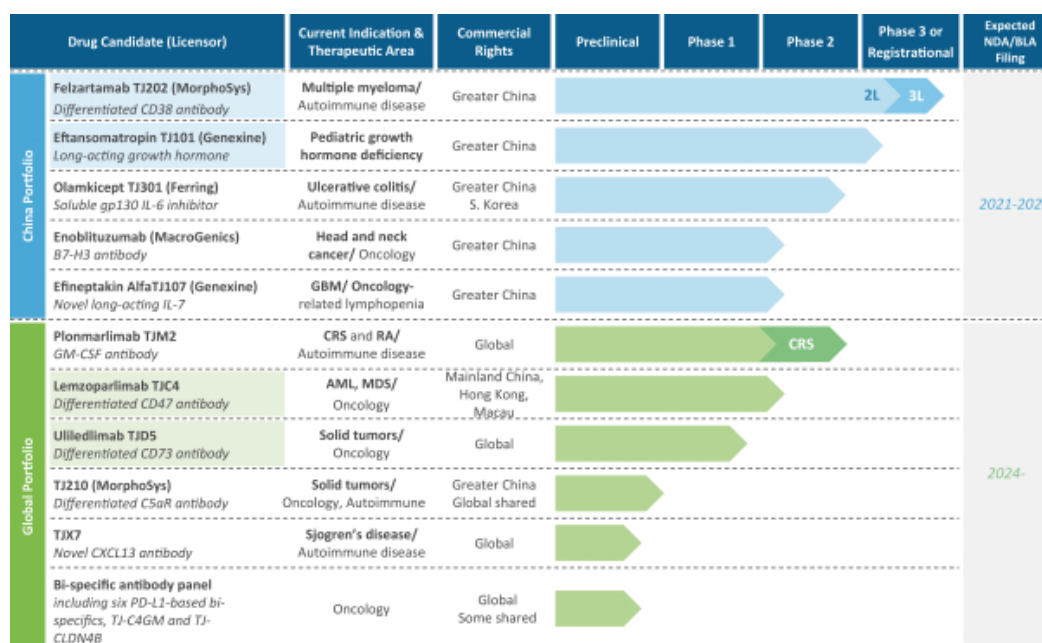 Drug Candidate (Licensor)
Current Indication &
Therapeutic Area
Commercial
Rights
Preclinical
Phase 1
Phase 2
Phase 3 or
Registrational
Expected
NDA/BLA
Filing
China Portfolio
Felzartamab TJ202 (MorphoSys)
Differentiated CD38 antibody
Multiple myeloma/
Autoimmune disease
Greater China
2L
3L
Eftansomatropin TJ101 (Genexine)
Long-acting growth hormone
Pediatric growth
hormone deficiency
Greater China
Olamkicept TJ301 (Ferring)
Soluble gp130 IL-6 inhibitor
Ulcerative colitis/
Autoimmune disease
Greater China
S. Korea
2021-202
Enoblituzumab (MacroGenics)
B7-H3 antibody
Head and neck
cancer/ Oncology
Greater China
Efineptakin AlfaTJ107 (Genexine)
Novel long-acting IL-7
GBM/ Oncology-
related lymphopenia
Greater China
Global Portfolio
Plonmarlimab TJM2
GM-CSF antibody
CRS and RA/
Autoimmune disease
Global
CRS
Lemzoparlimab TJC4
Differentiated CD47 antibody
AML, MDS/
Oncology
Mainland China,
Hong Kong,
Macau
Uliledlimab TJD5
Differentiated CD73 antibody
Solid tumors/
Oncology
Global
2024-
TJ210 (MorphoSys)
Differentiated C5aR antibody
Solid tumors/
Oncology, Autoimmune
Greater China
Global shared
TJX7
Novel CXCL13 antibody
Sjogren's disease/
Autoimmune disease
Global
Bi-specific antibody panel
including six PD-L1-based bi-
specifics, TJ-C4GM and TJ-
CLDN4B
Oncology
Global
Some shared